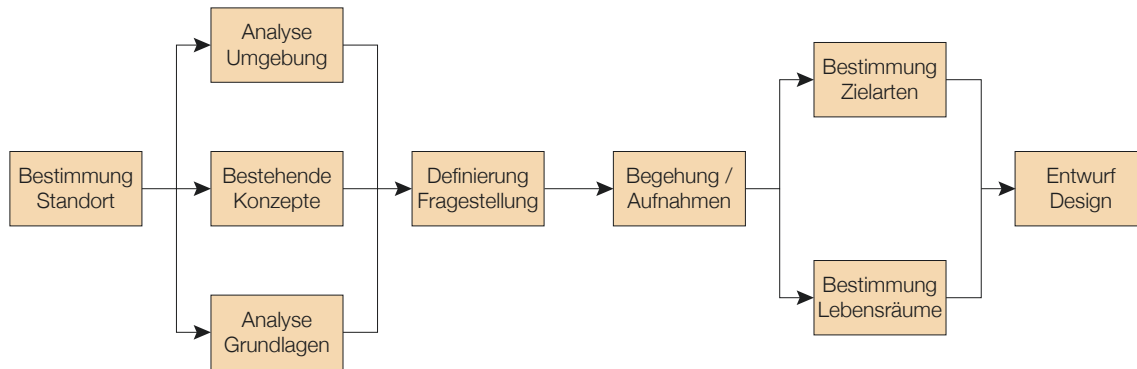 Analyse
Umgebung
Bestimmung
Zielarten
Bestimmung
Standort
Bestehende
Konzepte
Definierung
Fragestellung
Begehung /
Aufnahmen
Entwurf
Design
Bestimmung
Lebensräume
Analyse
Grundlagen